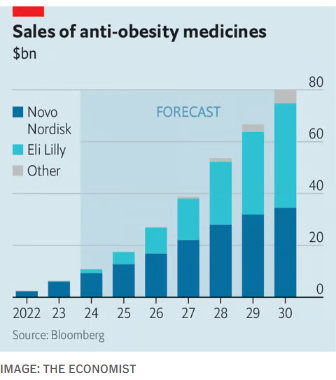 Sales of anti-obesity medicines
$bn
80
Novo
Nordisk
Eli Lilly
Other
FORECAST
60
40
20
0
2022 23 24 25 26 27 28 29 30
Source: Bloomberg
IMAGE: THE ECONOMIST